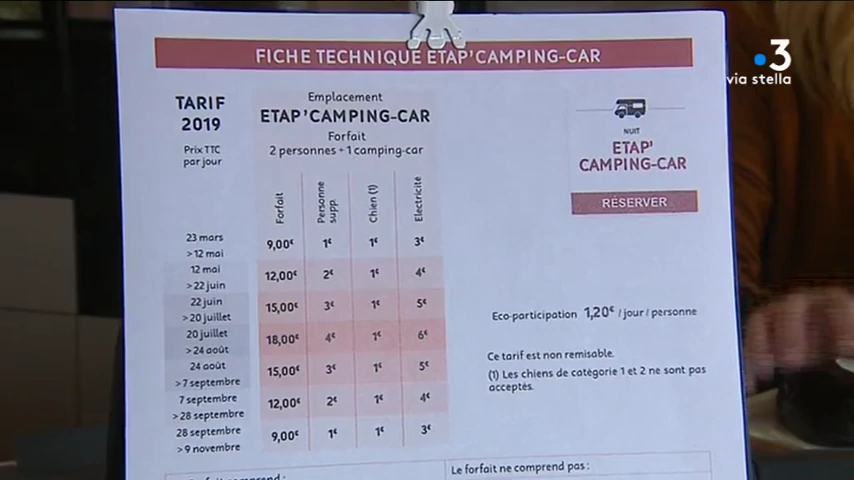 FICHE TECHNIQUE ETAP'CAMPING-CAR
3
via stella
TARIF
2019
Prix TTC
par jour
Emplacement
ETAP'CAMPING-CAR
Forfait
2 personnes + 1 camping-car
NUIT
ETAP'
CAMPING-CAR
RÉSERVER
Forfait
Personne
supp.
Chien (1)
Electricité
23 mars
> 12 mai
9,00€ 1€ 1€ 3€
12 mai
> 22 juin
12,00€ 2€ 1€ 4€
22 juin
> 20 juillet
15,00€ 3€ 1€ 5€
20 juillet
> 24 août
18,00€ 4€ 1€ 6€
24 août
> 7 septembre
15,00€ 3€ 1€ 5€
7 septembre
> 28 septembre
12,00€ 2€ 1€ 4€
28 septembre
> 9 novembre
9,00€ 1€ 1€ 3€
Eco-participation 1,20€ / jour / personne
Ce tarif est non remisable.
(1) Les chiens de catégorie 1 et 2 ne sont pas
acceptés.
forfait comprend :
Le forfait ne comprend pas :